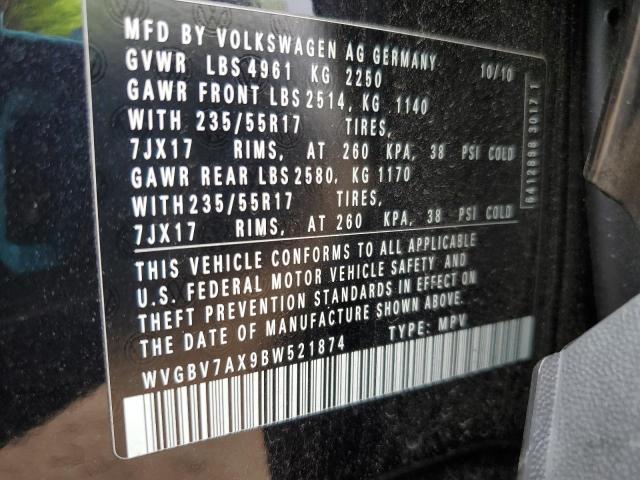 MFD BY VOLKSWAGEN AG GERMANY
GVWR LBS 4961 KG 2250 10/10
GAWR FRONT LBS 2514, KG 1140
WITH 235/55R17 TIRES,
7JX17 RIMS, AT 260 KPA, 38 PSI COLD
GAWR REAR LBS 2580, KG 1170
WITH 235/55R17 TIRES,
7JX17 RIMS, AT 260 KPA, 38 PSI COLD
THIS VEHICLE CONFORMS TO ALL APPLICABLE
U.S. FEDERAL MOTOR VEHICLE SAFETY AND
THEFT PREVENTION STANDARDS IN EFFECT ON
THE DATE OF MANUFACTURE SHOWN ABOVE.
WVGBV7AX9BW521874 TYPE: MPV
3017 I